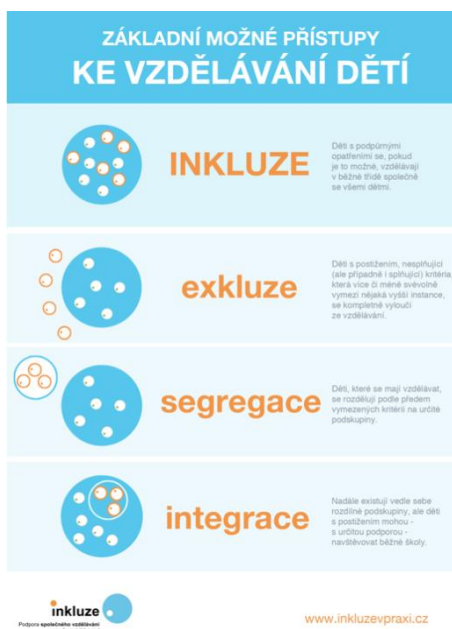 ZÁKLADNÍ MOŽNÉ PŘÍSTUPY
KE VZDĚLÁVÁNÍ DĚTÍ
INKLUZE
Děti s podpůrnými
opatřeními se, pokud
je to možné, vzdělávají
v běžné třídě společně
se všemi dětmi.
exkluze
Děti s postižením, nesplňující
(ale případně i splňující) kritéria,
která více či méně svévolně
vymezí nějaká vyšší instance,
se kompletně vyloučí
ze vzdělávání.
segregace
Děti, které se mají vzdělávat,
se rozdělují podle předem
vymezených kritérií na určité
podskupiny.
integrace
Nadále existují vedle sebe
rozdílné podskupiny, ale děti
s postižením mohou -
s určitou podporou -
navštěvovat běžné školy.
inkluze
Podpora společného vzdělávání
www.inkluzevpraxi.cz